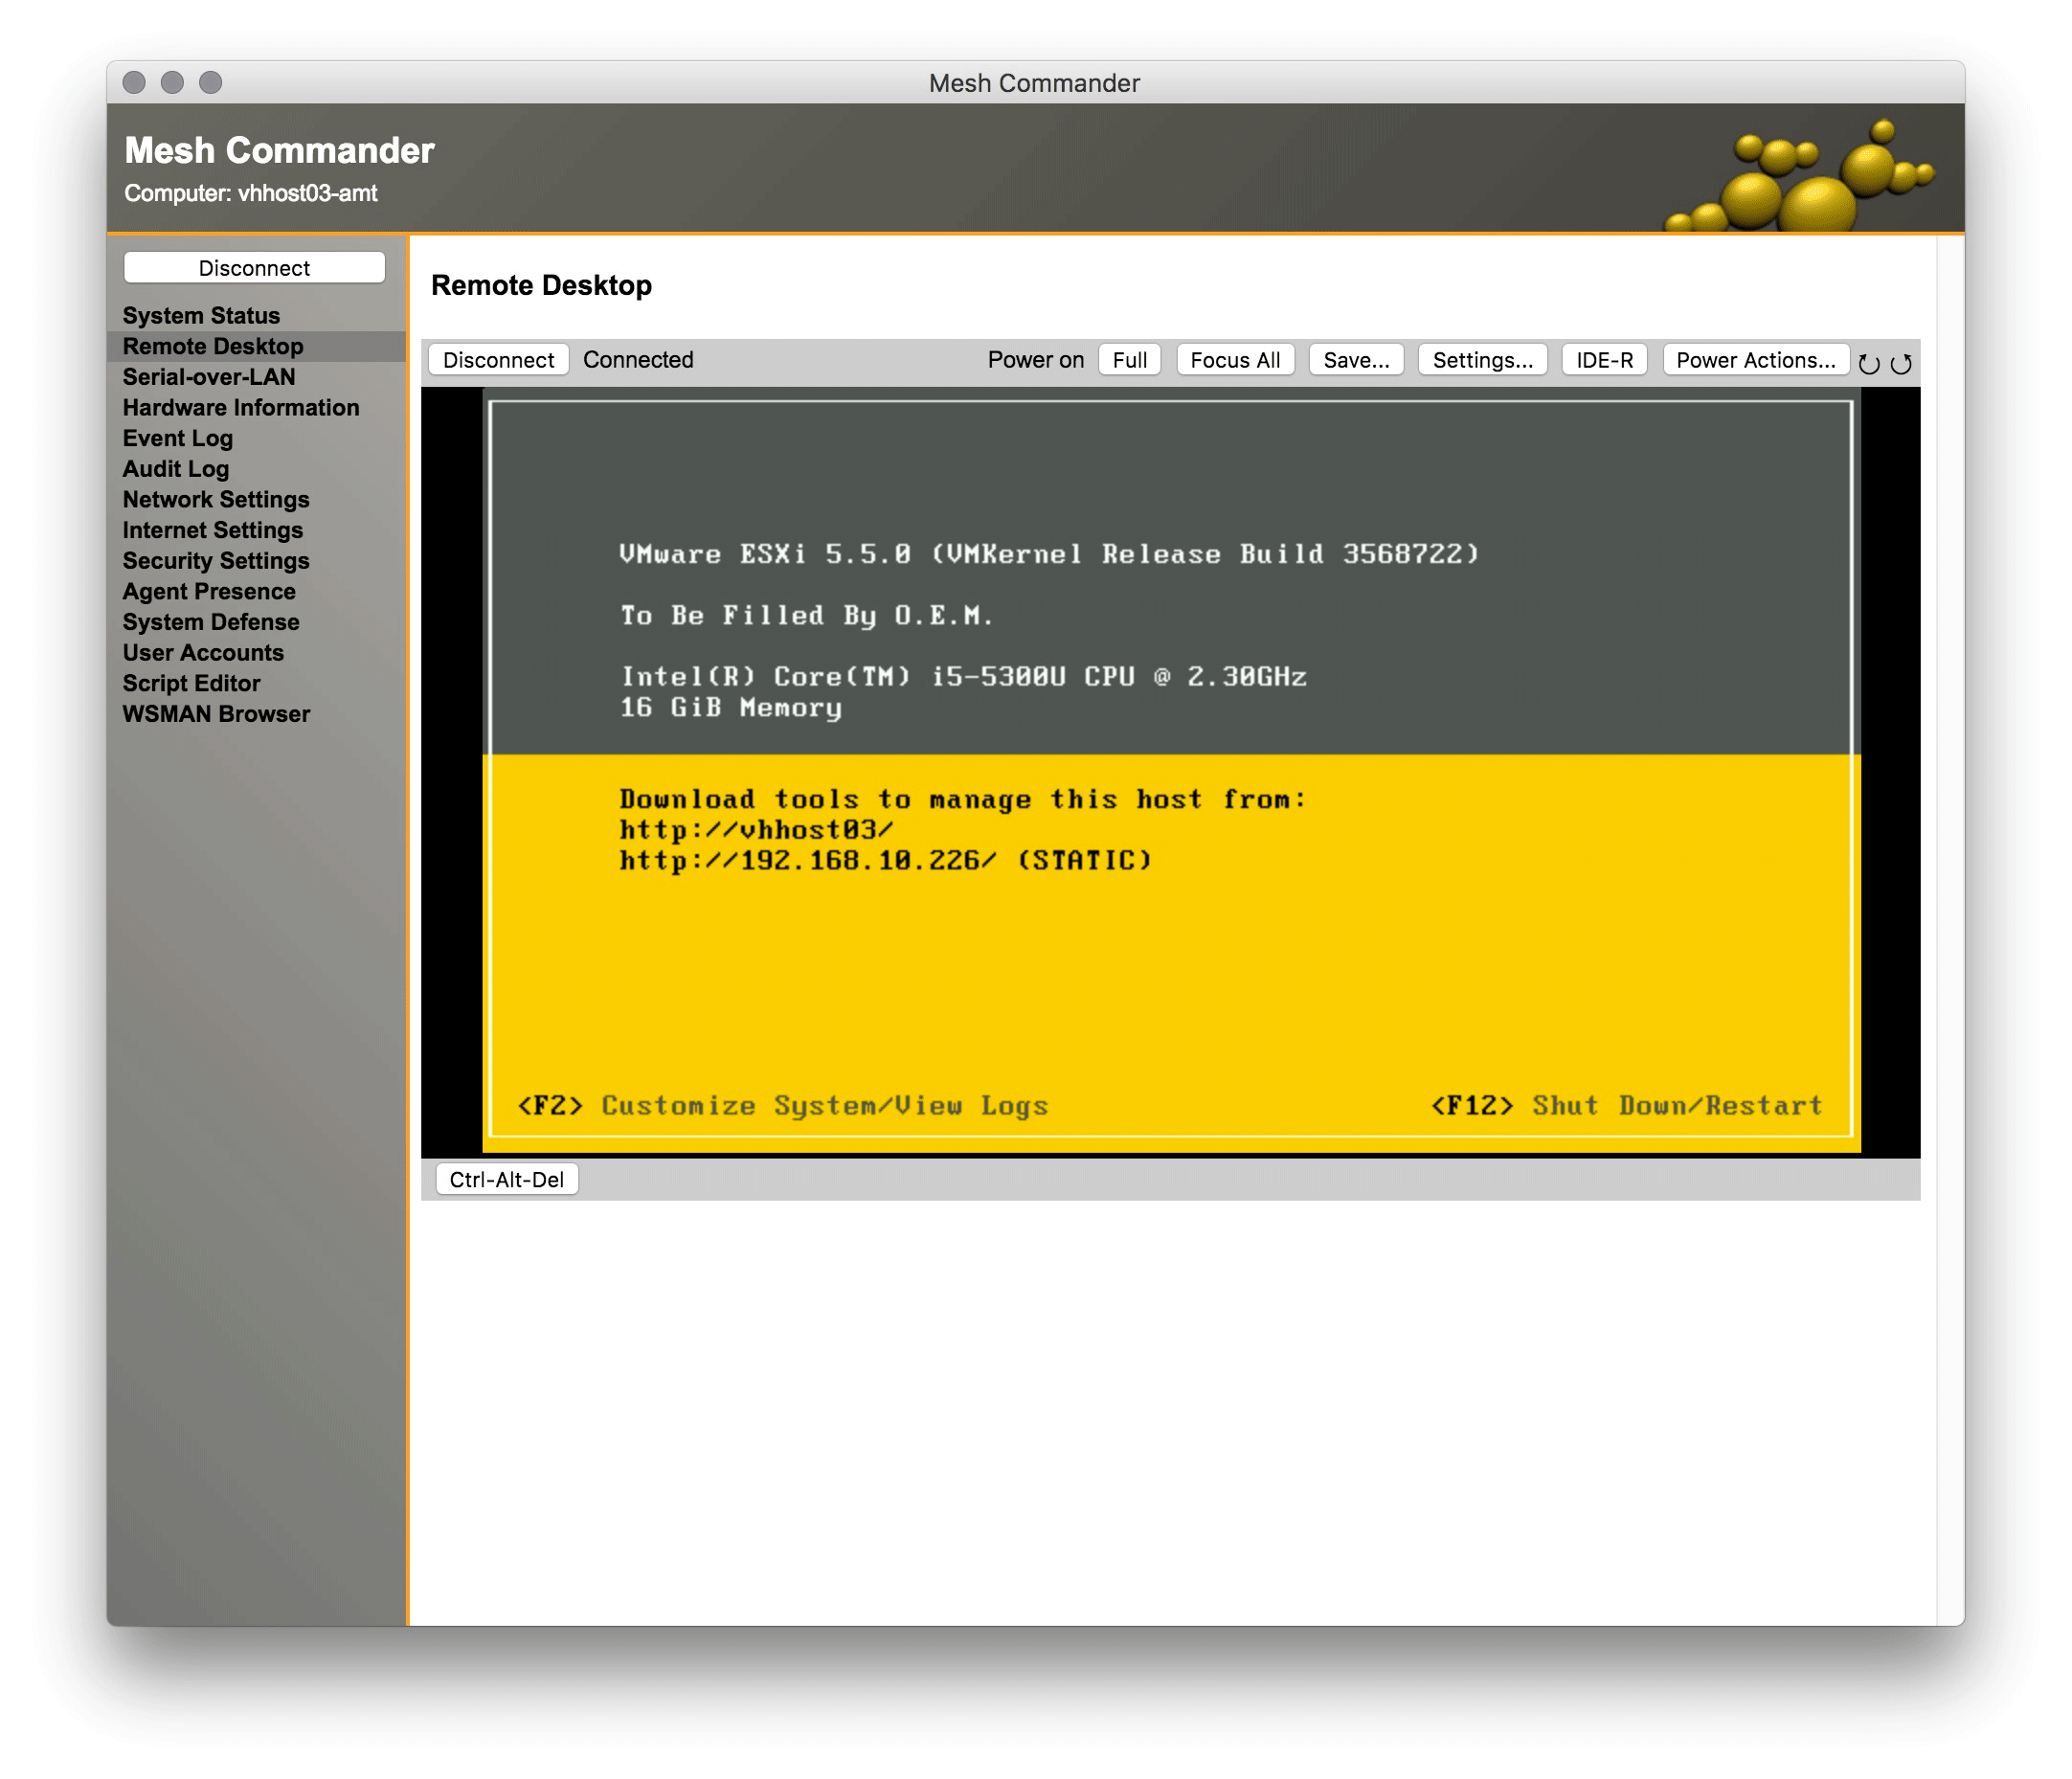 Mesh Commander
Mesh Commander
Computer: vhhost03-amt
Disconnect
System Status
Remote Desktop
Serial-over-LAN
Hardware Information
Event Log
Audit Log
Network Settings
Internet Settings
Security Settings
Agent Presence
System Defense
User Accounts
Script Editor
WSMAN Browser
Remote Desktop
Disconnect Connected Power on Full Focus All Save... Settings... IDE-R Power Actions...
VMware ESXi 5.5.0 (VMKernel Release Build 3568722)
To Be Filled By O.E.M.
Intel(R) Core(TM) i5-5300U CPU @ 2.30GHz
16 GiB Memory
Download tools to manage this host from:
http://vhhost03/
http://192.168.10.226/ (STATIC)
<F2> Customize System/View Logs <F12> Shut Down/Restart
Ctrl-Alt-Del